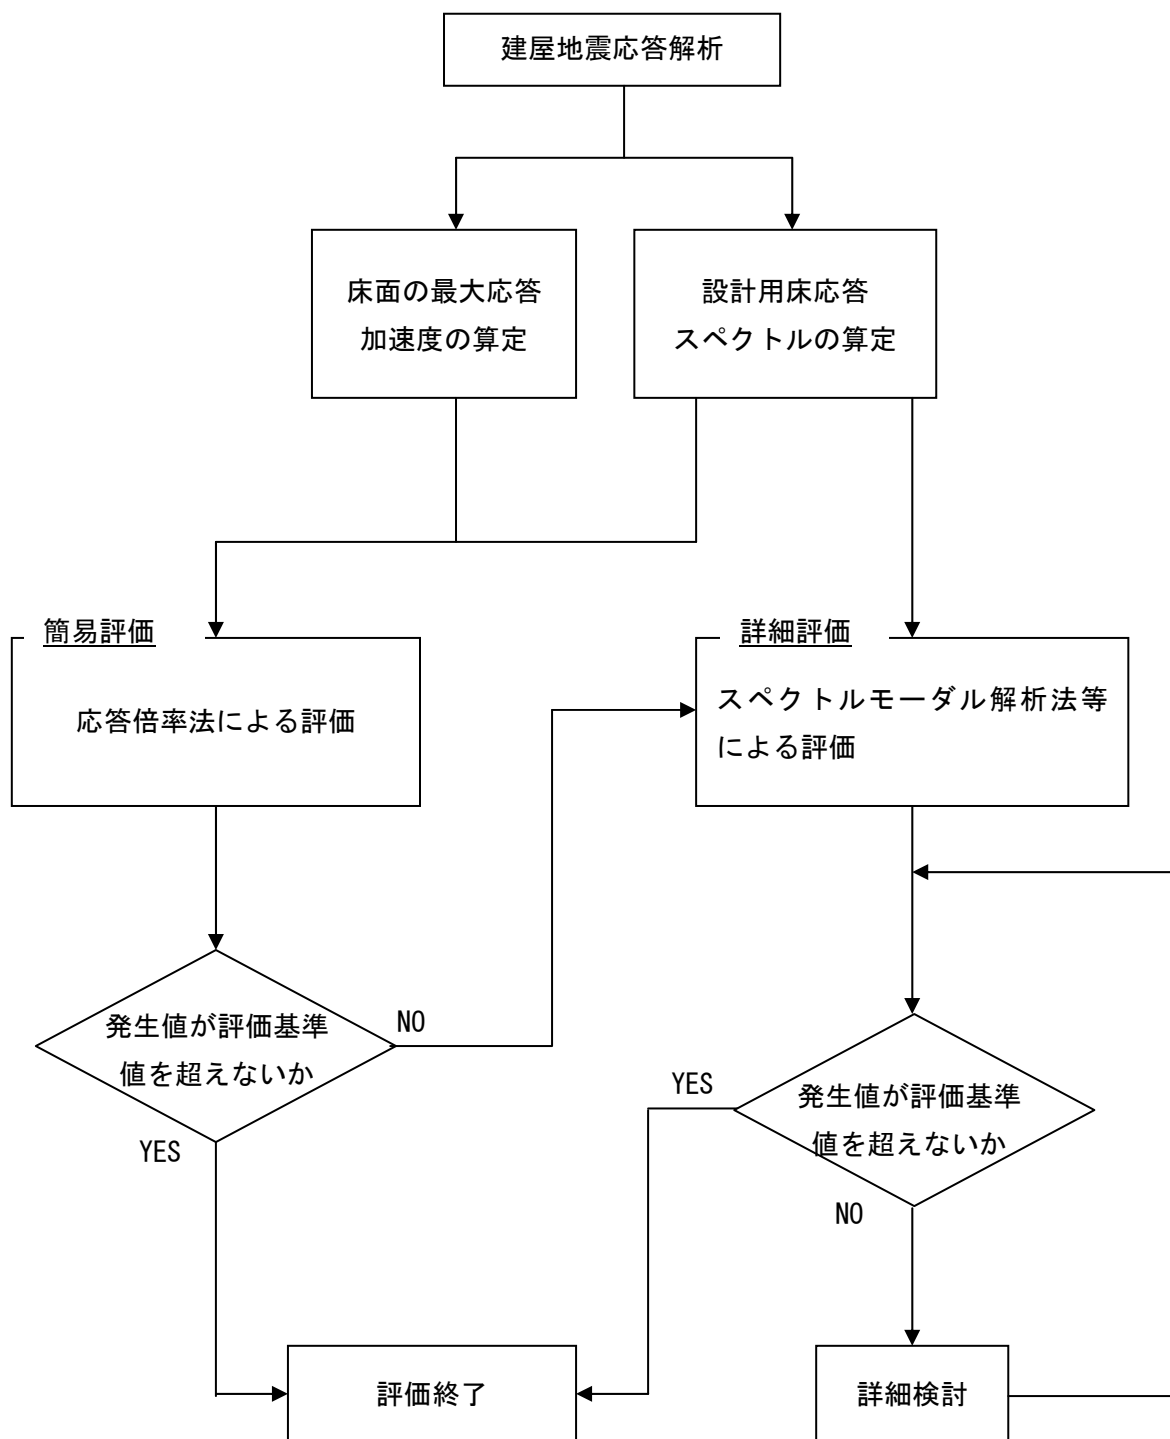 建屋地震応答解析
床面の最大応答
加速度の算定
設計用床応答
スペクトルの算定
簡易評価
応答倍率法による評価
詳細評価
スペクトルモーダル解析法等
による評価
発生値が評価基準
値を超えないか
NO
YES
発生値が評価基準
値を超えないか
YES
NO
評価終了
詳細検討